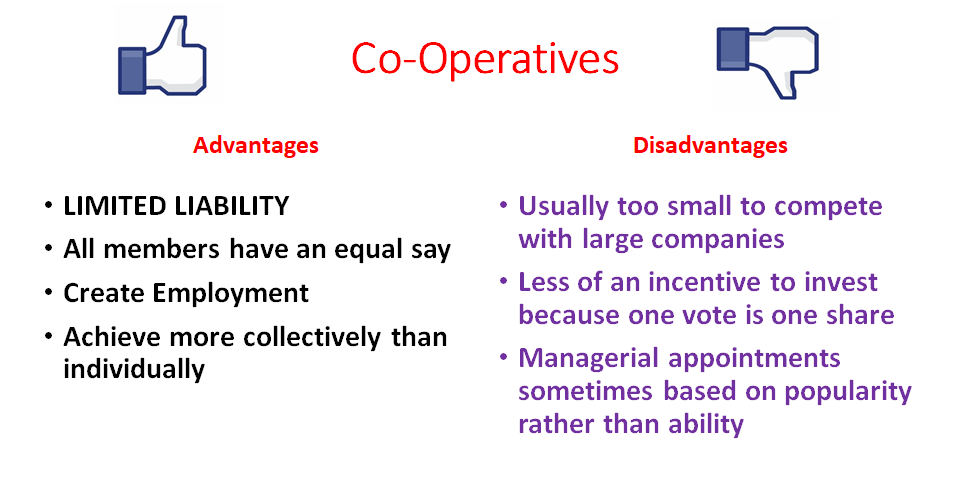 Co-Operatives
Advantages
• LIMITED LIABILITY
• All members have an equal say
• Create Employment
• Achieve more collectively than
individually
Disadvantages
• Usually too small to compete
with large companies
• Less of an incentive to invest
because one vote is one share
• Managerial appointments
sometimes based on popularity
rather than ability